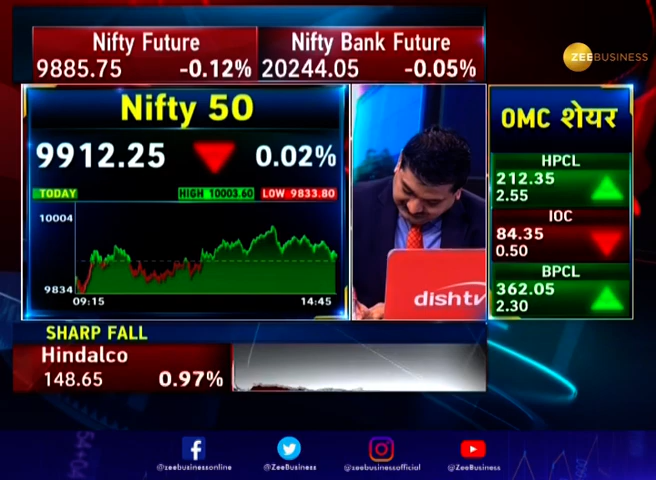 Nifty Future
9885.75 -0.12%
Nifty Bank Future
20244.05 -0.05%
ZEE BUSINESS
Nifty 50
9912.25 0.02%
TODAY HIGH 10003.60 LOW 9833.80
10004
9834
09:15 14:45
dishtv
OMC शेयर
HPCL
212.35
2.55
IOC
84.35
0.50
BPCL
362.05
2.30
SHARP FALL
Hindalco
148.65 0.97%
@zeebusinessonline @ZeeBusiness @zeebusinessofficial @ZeeBusiness